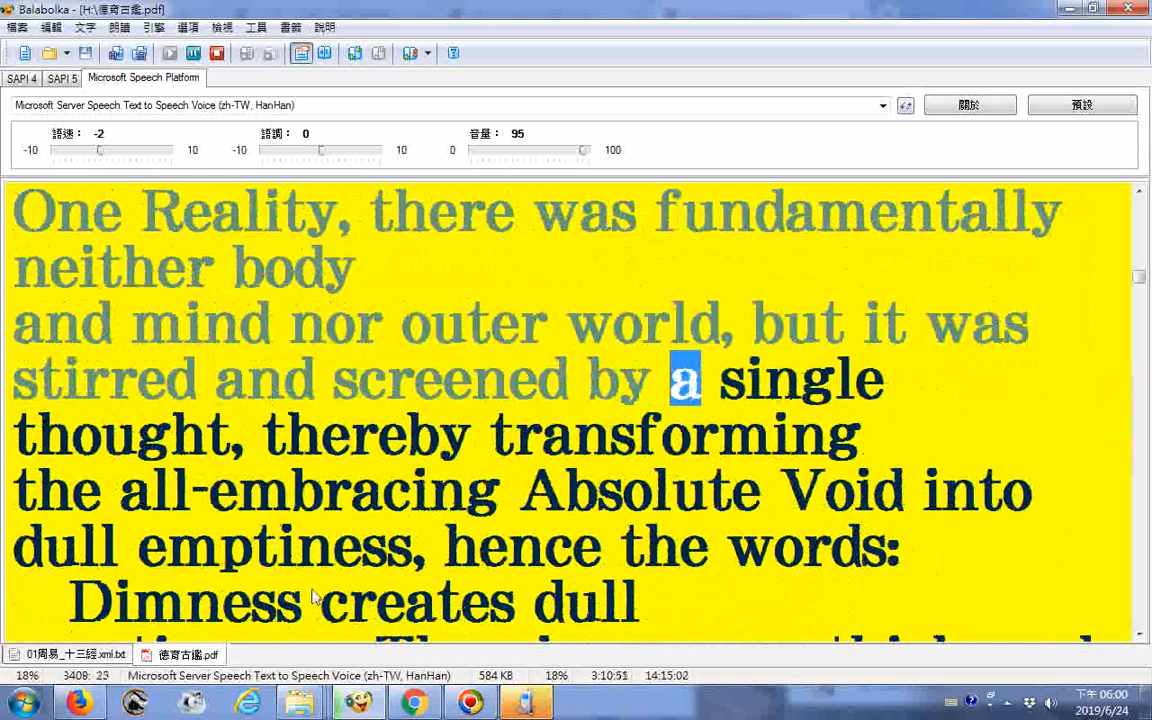 Balabolka - [H:\德育古鑑.pdf]
檔案 編輯 文字 朗讀 引擎 選項 檢視 工具 書籤 說明
SAPI 4 SAPI 5 Microsoft Speech Platform
Microsoft Server Speech Text to Speech Voice (zh-TW, HanHan) 關於 預設
語速： -2 語調： 0 音量： 95
-10 10 -10 10 0 100
One Reality, there was fundamentally
neither body
and mind nor outer world, but it was
stirred and screened by a single
thought, thereby transforming
the all-embracing Absolute Void into
dull emptiness, hence the words:
Dimness creates dull
01周易_十三經.xml.txt 德育古鑑.pdf
18% 3409: 23 Microsoft Server Speech Text to Speech Voice (zh-TW, HanHan) 584 KB 18% 3:10:51 14:15:02
下午 06:00
2019/6/24